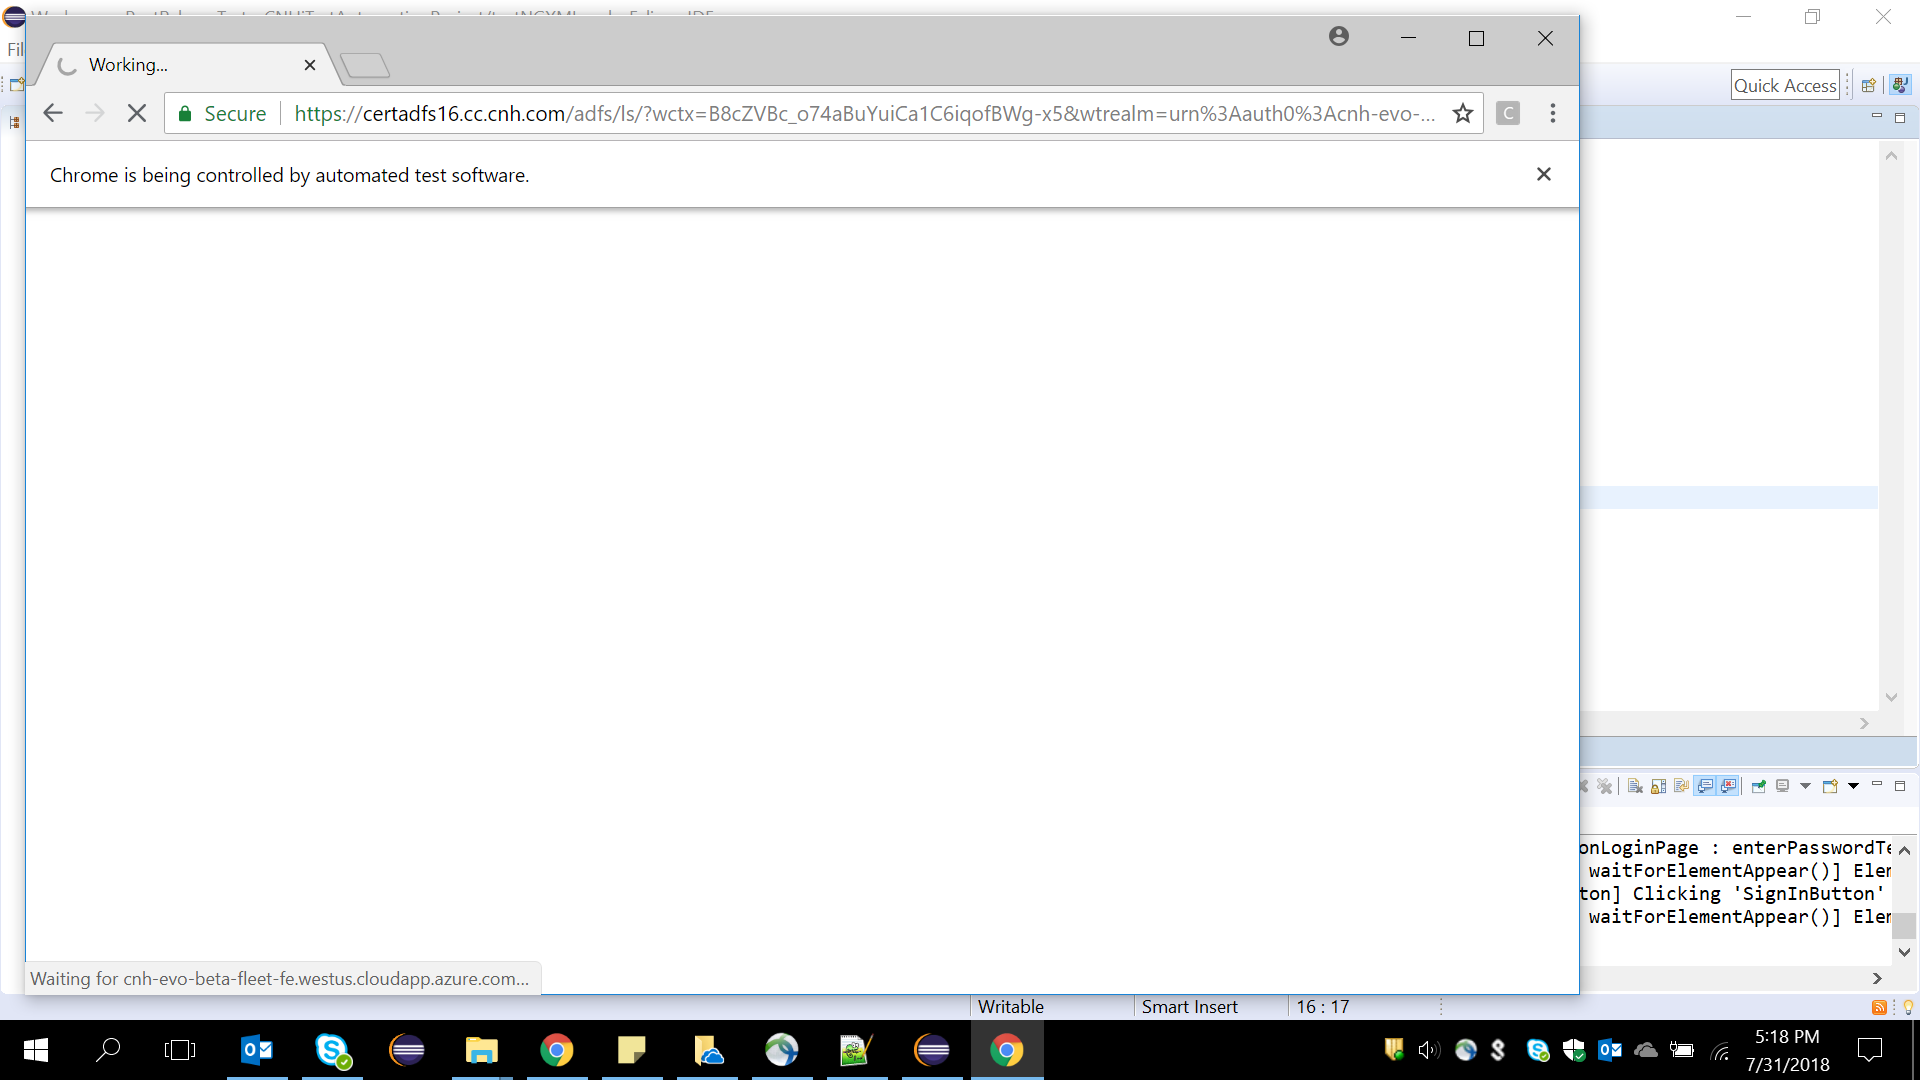 Fil
Working...
Quick Access
Secure
https://certadfs16.cc.cnh.com/adfs/ls/?wctx=B8cZVBc_o74aBuYuiCa1C6iqofBWg-x5&wtrealm=urn%3Aauth0%3Acnh-evo-...
C
Chrome is being controlled by automated test software.
onLoginPage : enterPasswordTe
waitForElementAppear()] Elem
ton] Clicking 'SignInButton'
waitForElementAppear()] Elem
Waiting for cnh-evo-beta-fleet-fe.westus.cloudapp.azure.com...
Writable
Smart Insert
16 : 17
5:18 PM
7/31/2018